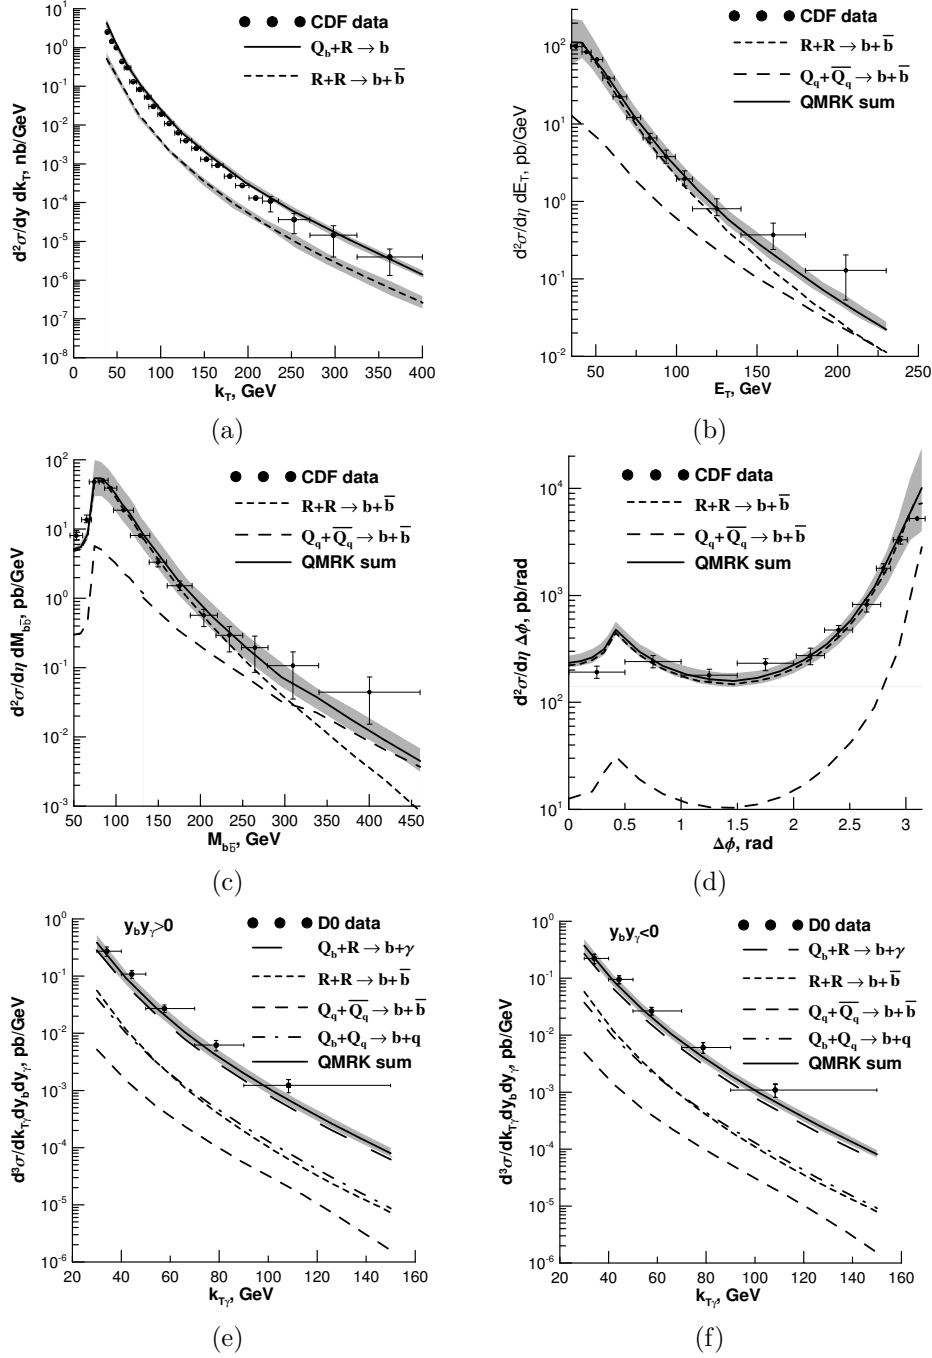 10¹
10⁰
10⁻¹
10⁻²
10⁻³
10⁻⁴
10⁻⁵
10⁻⁶
10⁻⁷
10⁻⁸
d²σ/dy dk_T, nb/GeV
CDF data
Q_b+R → b
R+R → b+b̅
0 50 100 150 200 250 300 350 400
k_T, GeV
(a)
10²
10¹
10⁰
10⁻¹
10⁻²
d²σ/dη dE_T, pb/GeV
CDF data
R+R → b+b̅
Q_q+Q̅_q → b+b̅
QMRK sum
50 100 150 200 250
E_T, GeV
(b)
10²
10¹
10⁰
10⁻¹
10⁻²
10⁻³
d²σ/dη dM_bb̅, pb/GeV
CDF data
R+R → b+b̅
Q_q+Q̅_q → b+b̅
QMRK sum
50 100 150 200 250 300 350 400 450
M_bb̅, GeV
(c)
10⁴
10³
10²
10¹
d²σ/dη Δϕ, pb/rad
CDF data
R+R → b+b̅
Q_q+Q̅_q → b+b̅
QMRK sum
0 0.5 1 1.5 2 2.5 3
Δϕ, rad
(d)
10⁰
10⁻¹
10⁻²
10⁻³
10⁻⁴
10⁻⁵
10⁻⁶
d³σ/dk_Tγdy_bdy_γ, pb/GeV
y_b y_γ>0
D0 data
Q_b+R → b+γ
R+R → b+b̅
Q_q+Q̅_q → b+b̅
Q_b+Q_q → b+q
QMRK sum
20 40 60 80 100 120 140 160
k_Tγ, GeV
(e)
10⁰
10⁻¹
10⁻²
10⁻³
10⁻⁴
10⁻⁵
10⁻⁶
d³σ/dk_Tγdy_bdy_γ, pb/GeV
y_b y_γ<0
D0 data
Q_b+R → b+γ
R+R → b+b̅
Q_q+Q̅_q → b+b̅
Q_b+Q_q → b+q
QMRK sum
20 40 60 80 100 120 140 160
k_Tγ, GeV
(f)